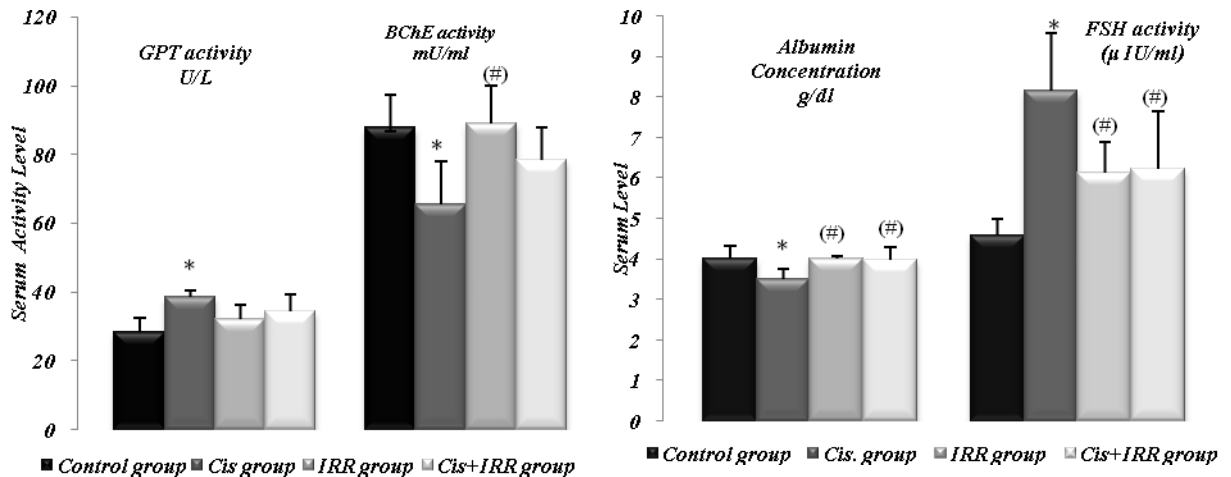 120
100
80
60
40
20
0
Serum Activity Level
GPT activity
U/L
BChE activity
mU/ml
*
*
(#)
Control group Cis group IRR group Cis+IRR group
10
9
8
7
6
5
4
3
2
1
0
Serum Level
Albumin
Concentration
g/dl
FSH activity
(µ IU/ml)
*
(#)
(#)
*
(#)
(#)
Control group Cis. group IRR group Cis+IRR group